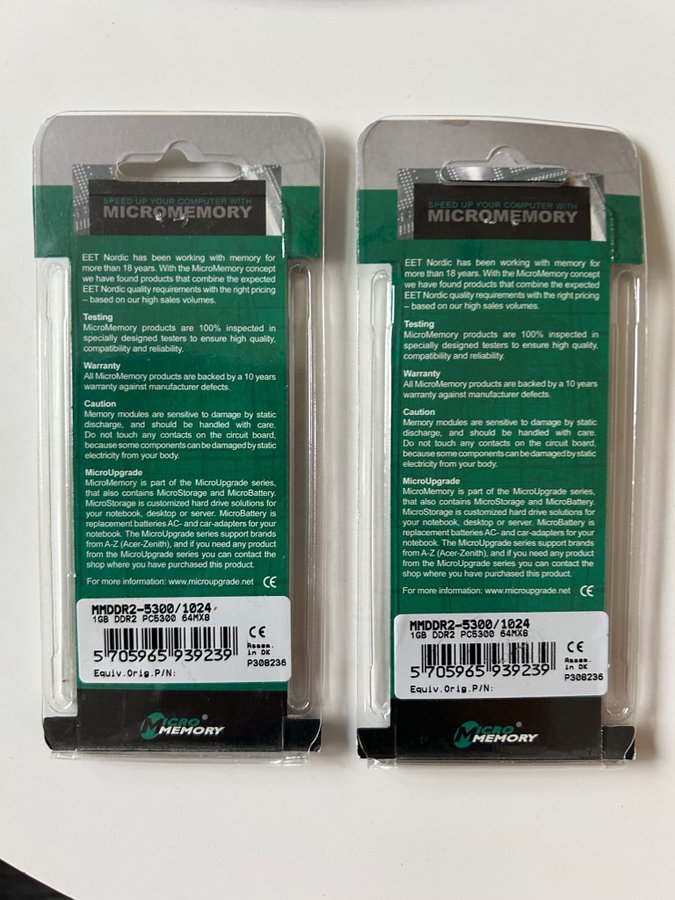 SPEED UP YOUR COMPUTER WITH
MICROMEMORY
EET Nordic has been working with memory for
more than 18 years. With the MicroMemory concept
we have found products that combine the expected
EET Nordic quality requirements with the right pricing
– based on our high sales volumes.
Testing
MicroMemory products are 100% inspected in
specially designed testers to ensure high quality,
compatibility and reliability.
Warranty
All MicroMemory products are backed by a 10 years
warranty against manufacturer defects.
Caution
Memory modules are sensitive to damage by static
discharge, and should be handled with care.
Do not touch any contacts on the circuit board,
because some components can be damaged by static
electricity from your body.
MicroUpgrade
MicroMemory is part of the MicroUpgrade series,
that also contains MicroStorage and MicroBattery.
MicroStorage is customized hard drive solutions for
your notebook, desktop or server. MicroBattery is
replacement batteries AC- and car-adapters for your
notebook. The MicroUpgrade series support brands
from A-Z (Acer-Zenith), and if you need any product
from the MicroUpgrade series you can contact the
shop where you have purchased this product.
For more information: www.microupgrade.net CE
MMDDR2-5300/1024
1GB DDR2 PC5300 64MX8
CE
Assm.
in DK
5 705965 939239
P308236
Equiv.Orig.P/N:
MICRO®
MEMORY
SPEED UP YOUR COMPUTER WITH
MICROMEMORY
EET Nordic has been working with memory for
more than 18 years. With the MicroMemory concept
we have found products that combine the expected
EET Nordic quality requirements with the right pricing
– based on our high sales volumes.
Testing
MicroMemory products are 100% inspected in
specially designed testers to ensure high quality,
compatibility and reliability.
Warranty
All MicroMemory products are backed by a 10 years
warranty against manufacturer defects.
Caution
Memory modules are sensitive to damage by static
discharge, and should be handled with care.
Do not touch any contacts on the circuit board,
because some components can be damaged by static
electricity from your body.
MicroUpgrade
MicroMemory is part of the MicroUpgrade series,
that also contains MicroStorage and MicroBattery.
MicroStorage is customized hard drive solutions for
your notebook, desktop or server. MicroBattery is
replacement batteries AC- and car-adapters for your
notebook. The MicroUpgrade series support brands
from A-Z (Acer-Zenith), and if you need any product
from the MicroUpgrade series you can contact the
shop where you have purchased this product.
For more information: www.microupgrade.net CE
MMDDR2-5300/1024
1GB DDR2 PC5300 64MX8
CE
Assm.
in DK
5 705965 939239
P308236
Equiv.Orig.P/N:
MICRO®
MEMORY